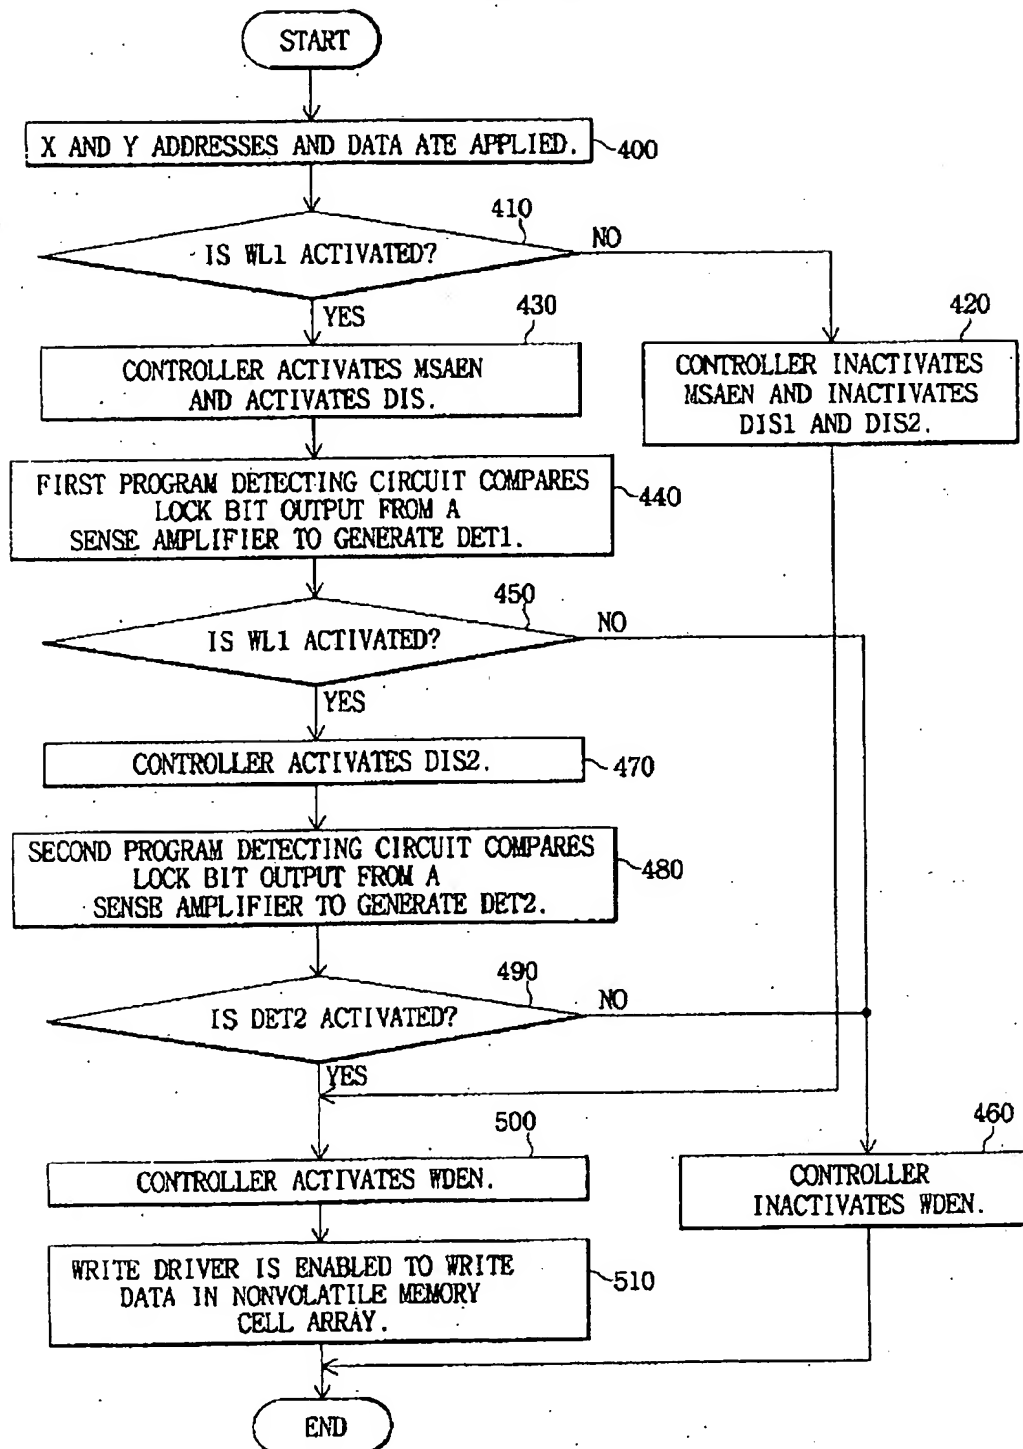 START
X AND Y ADDRESSES AND DATA ATE APPLIED.
400
410
IS WL1 ACTIVATED?
NO
YES
430
CONTROLLER ACTIVATES MSAEN
AND ACTIVATES DIS.
420
CONTROLLER INACTIVATES
MSAEN AND INACTIVATES
DIS1 AND DIS2.
FIRST PROGRAM DETECTING CIRCUIT COMPARES
LOCK BIT OUTPUT FROM A
SENSE AMPLIFIER TO GENERATE DET1.
440
450
IS WL1 ACTIVATED?
NO
YES
CONTROLLER ACTIVATES DIS2.
470
SECOND PROGRAM DETECTING CIRCUIT COMPARES
LOCK BIT OUTPUT FROM A
SENSE AMPLIFIER TO GENERATE DET2.
480
490
IS DET2 ACTIVATED?
NO
YES
500
CONTROLLER ACTIVATES WDEN.
460
CONTROLLER
INACTIVATES WDEN.
WRITE DRIVER IS ENABLED TO WRITE
DATA IN NONVOLATILE MEMORY
CELL ARRAY.
510
END